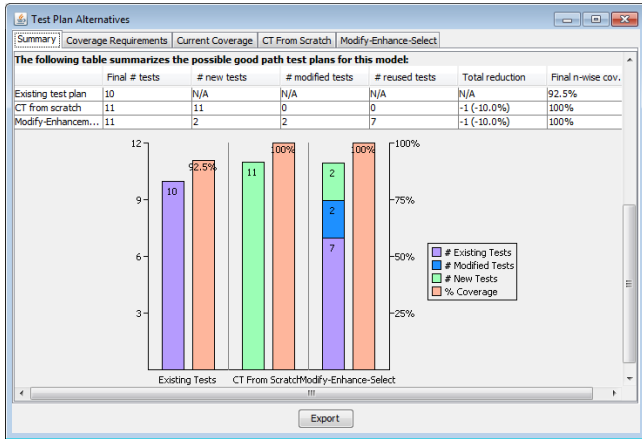 Test Plan Alternatives
Summary Coverage Requirements Current Coverage CT From Scratch Modify-Enhance-Select
The following table summarizes the possible good path test plans for this model:
Final # tests # new tests # modified tests # reused tests Total reduction Final n-wise cov.
Existing test plan 10 N/A N/A N/A N/A 92.5%
CT from scratch 11 11 0 0 -1 (-10.0%) 100%
Modify-Enhancem... 11 2 2 7 -1 (-10.0%) 100%
12 100% 100% 100%
92.5%
10 11 2
9 75%
2
6 7 50%
# Existing Tests
# Modified Tests
# New Tests
% Coverage
3 25%
Existing Tests CT From Scratch Modify-Enhance-Select
Export